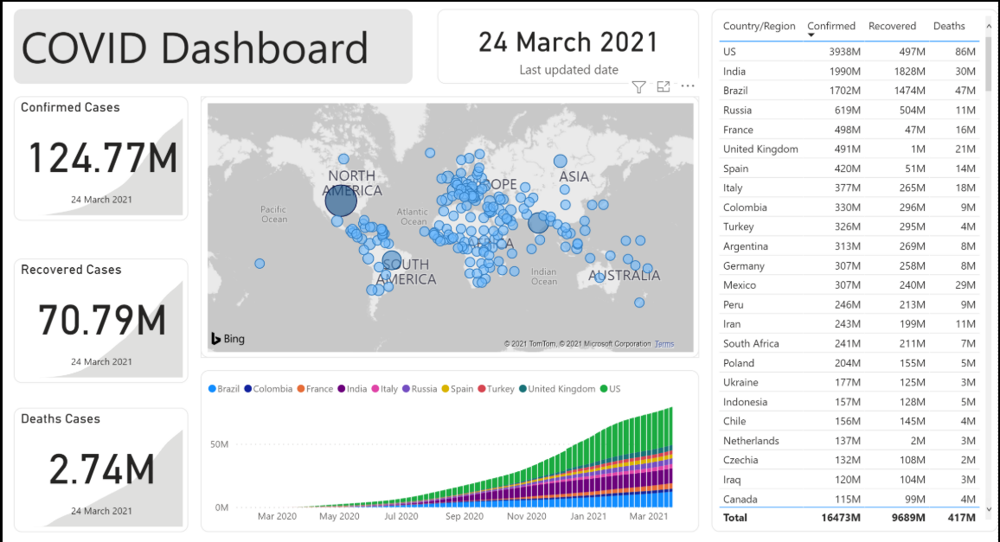 COVID Dashboard
24 March 2021
Last updated date
Confirmed Cases
124.77M
24 March 2021
Recovered Cases
70.79M
24 March 2021
Deaths Cases
2.74M
24 March 2021
NORTH
AMERICA
OPE
ASIA
Pacific
Ocean
Atlantic
Ocean
AFRICA
SOUTH
AMERICA
Indian
Ocean
AUSTRALIA
Bing
© 2021 TomTom, © 2021 Microsoft Corporation Terms
Brazil Colombia France India Italy Russia Spain Turkey United Kingdom US
50M
0M
Mar 2020 May 2020 Jul 2020 Sep 2020 Nov 2020 Jan 2021 Mar 2021
Country/Region Confirmed Recovered Deaths
US 3938M 497M 86M
India 1990M 1828M 30M
Brazil 1702M 1474M 47M
Russia 619M 504M 11M
France 498M 47M 16M
United Kingdom 491M 1M 21M
Spain 420M 51M 14M
Italy 377M 265M 18M
Colombia 330M 296M 9M
Turkey 326M 295M 4M
Argentina 313M 269M 8M
Germany 307M 258M 8M
Mexico 307M 240M 29M
Peru 246M 213M 9M
Iran 243M 199M 11M
South Africa 241M 211M 7M
Poland 204M 155M 5M
Ukraine 177M 125M 3M
Indonesia 157M 128M 5M
Chile 156M 145M 4M
Netherlands 137M 2M 3M
Czechia 132M 108M 2M
Iraq 120M 104M 3M
Canada 115M 99M 4M
Total 16473M 9689M 417M